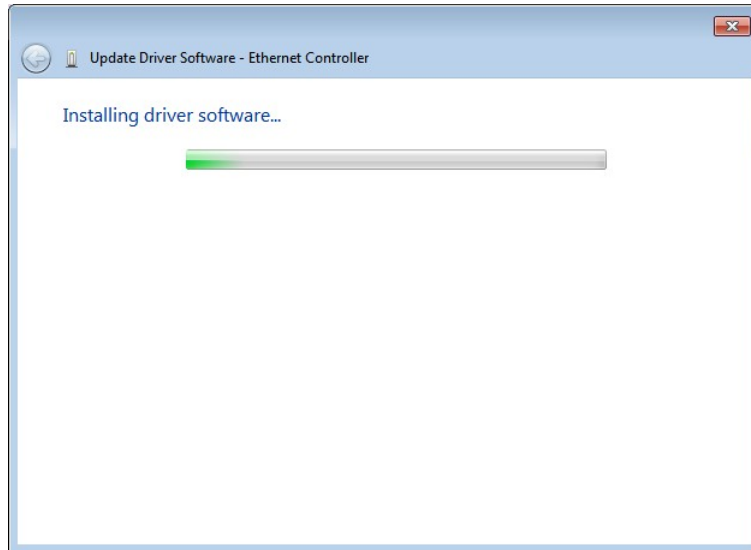 Update Driver Software - Ethernet Controller
Installing driver software...